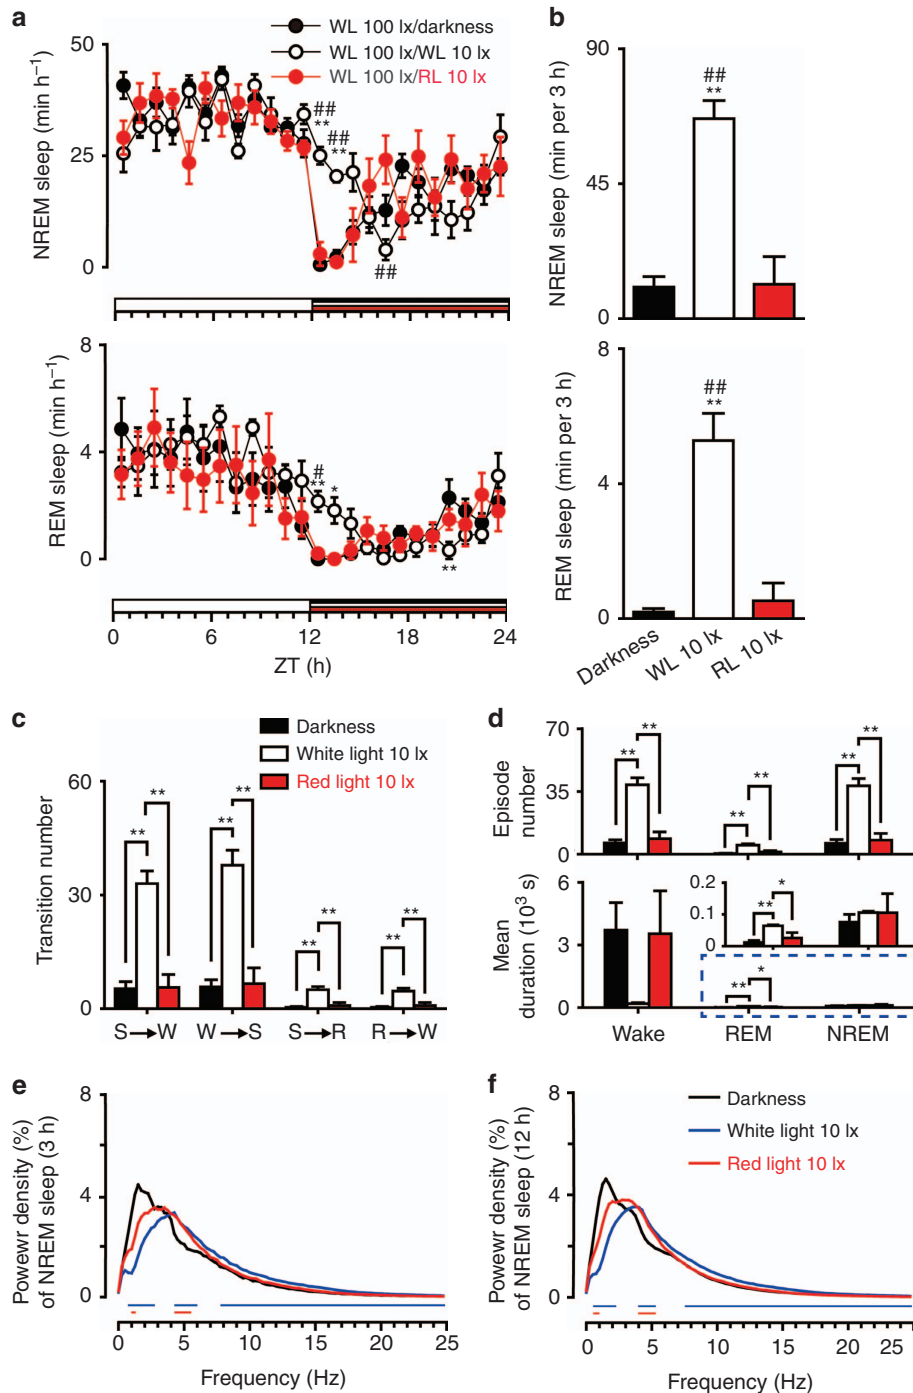 a
WL 100 lx/darkness
WL 100 lx/WL 10 lx
WL 100 lx/RL 10 lx
NREM sleep (min h⁻¹)
50
25
0
##
**
##
**
##
REM sleep (min h⁻¹)
8
4
0
#
**
*
**
0 6 12 18 24
ZT (h)
b
NREM sleep (min per 3 h)
90
45
0
##
**
REM sleep (min per 3 h)
8
4
0
##
**
Darkness
WL 10 lx
RL 10 lx
c
Darkness
White light 10 lx
Red light 10 lx
Transition number
60
30
0
**
**
**
**
**
**
**
**
S→W W→S S→R R→W
d
Episode
number
70
35
0
**
**
**
**
**
**
Mean
duration (10³ s)
6
3
0
0.2
0.1
0
**
*
**
*
Wake REM NREM
e
Powewr density (%)
of NREM sleep (3 h)
8
4
0
0 5 10 15 20 25
Frequency (Hz)
f
Darkness
White light 10 lx
Red light 10 lx
Powewr density (%)
of NREM sleep (12 h)
8
4
0
0 5 10 15 20 25
Frequency (Hz)